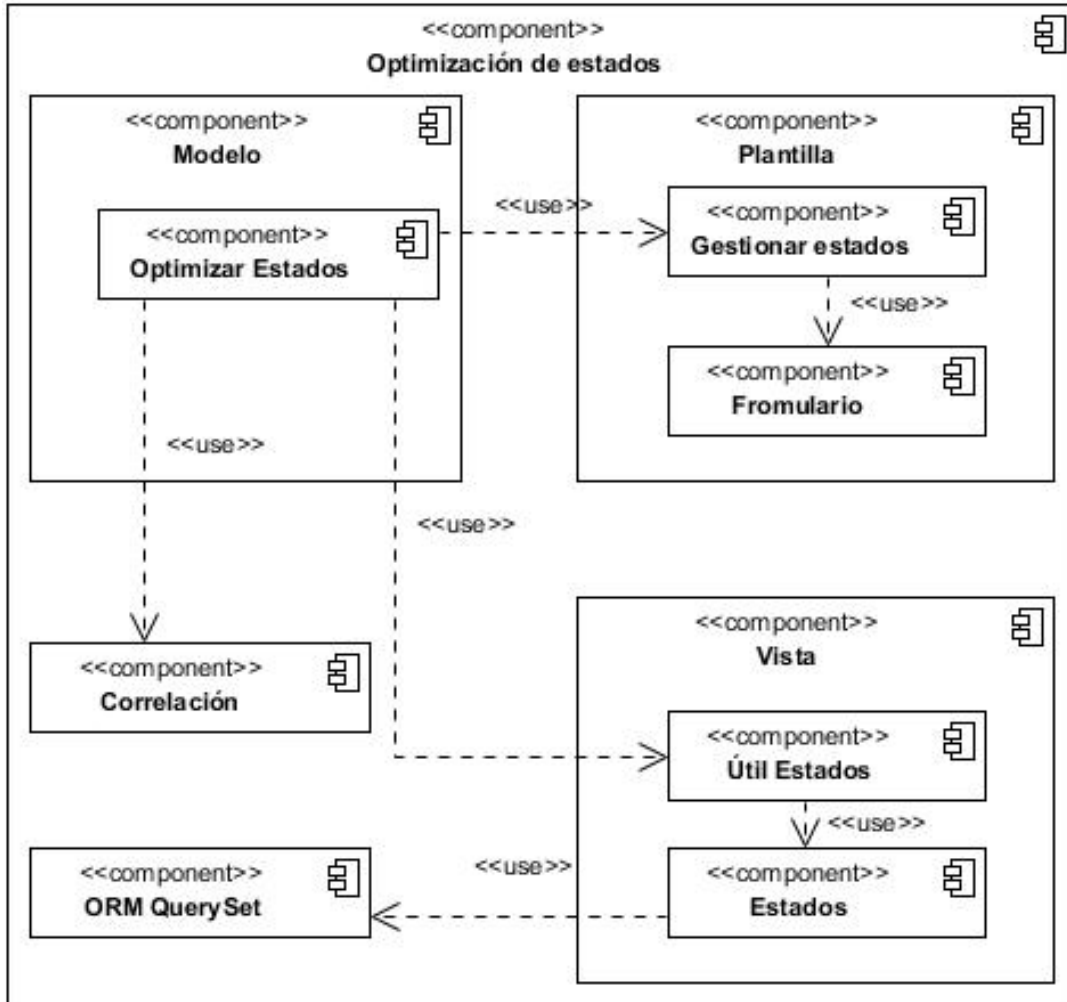 <<component>>
Optimización de estados
<<component>>
Modelo
<<component>>
Optimizar Estados
<<use>>
<<use>>
<<use>>
<<component>>
Plantilla
<<component>>
Gestionar estados
<<use>>
<<component>>
Fromulario
<<component>>
Correlación
<<component>>
Vista
<<component>>
Útil Estados
<<use>>
<<component>>
Estados
<<use>>
<<component>>
ORM QuerySet